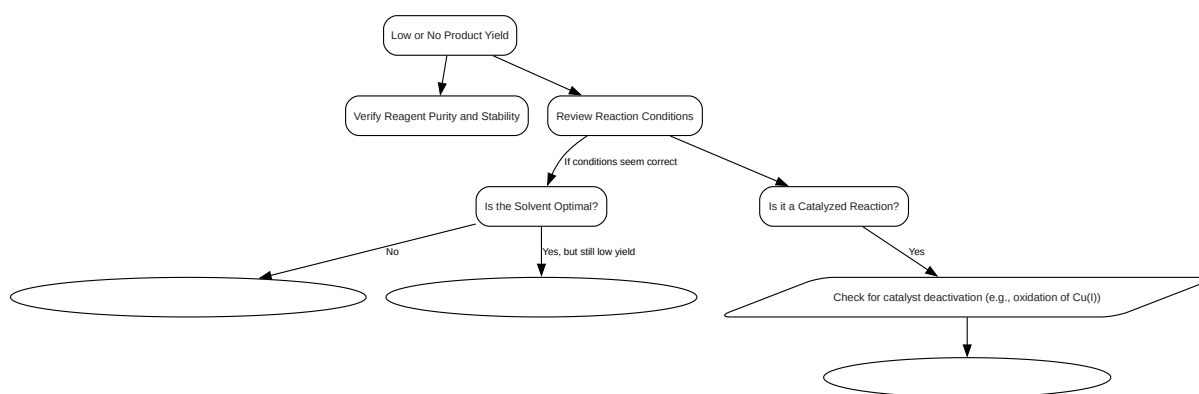 Low or No Product Yield
Verify Reagent Purity and Stability
Review Reaction Conditions
If conditions seem correct
Is the Solvent Optimal?
Is it a Catalyzed Reaction?
No
Yes, but still low yield
Yes
Check for catalyst deactivation (e.g., oxidation of Cu(I))